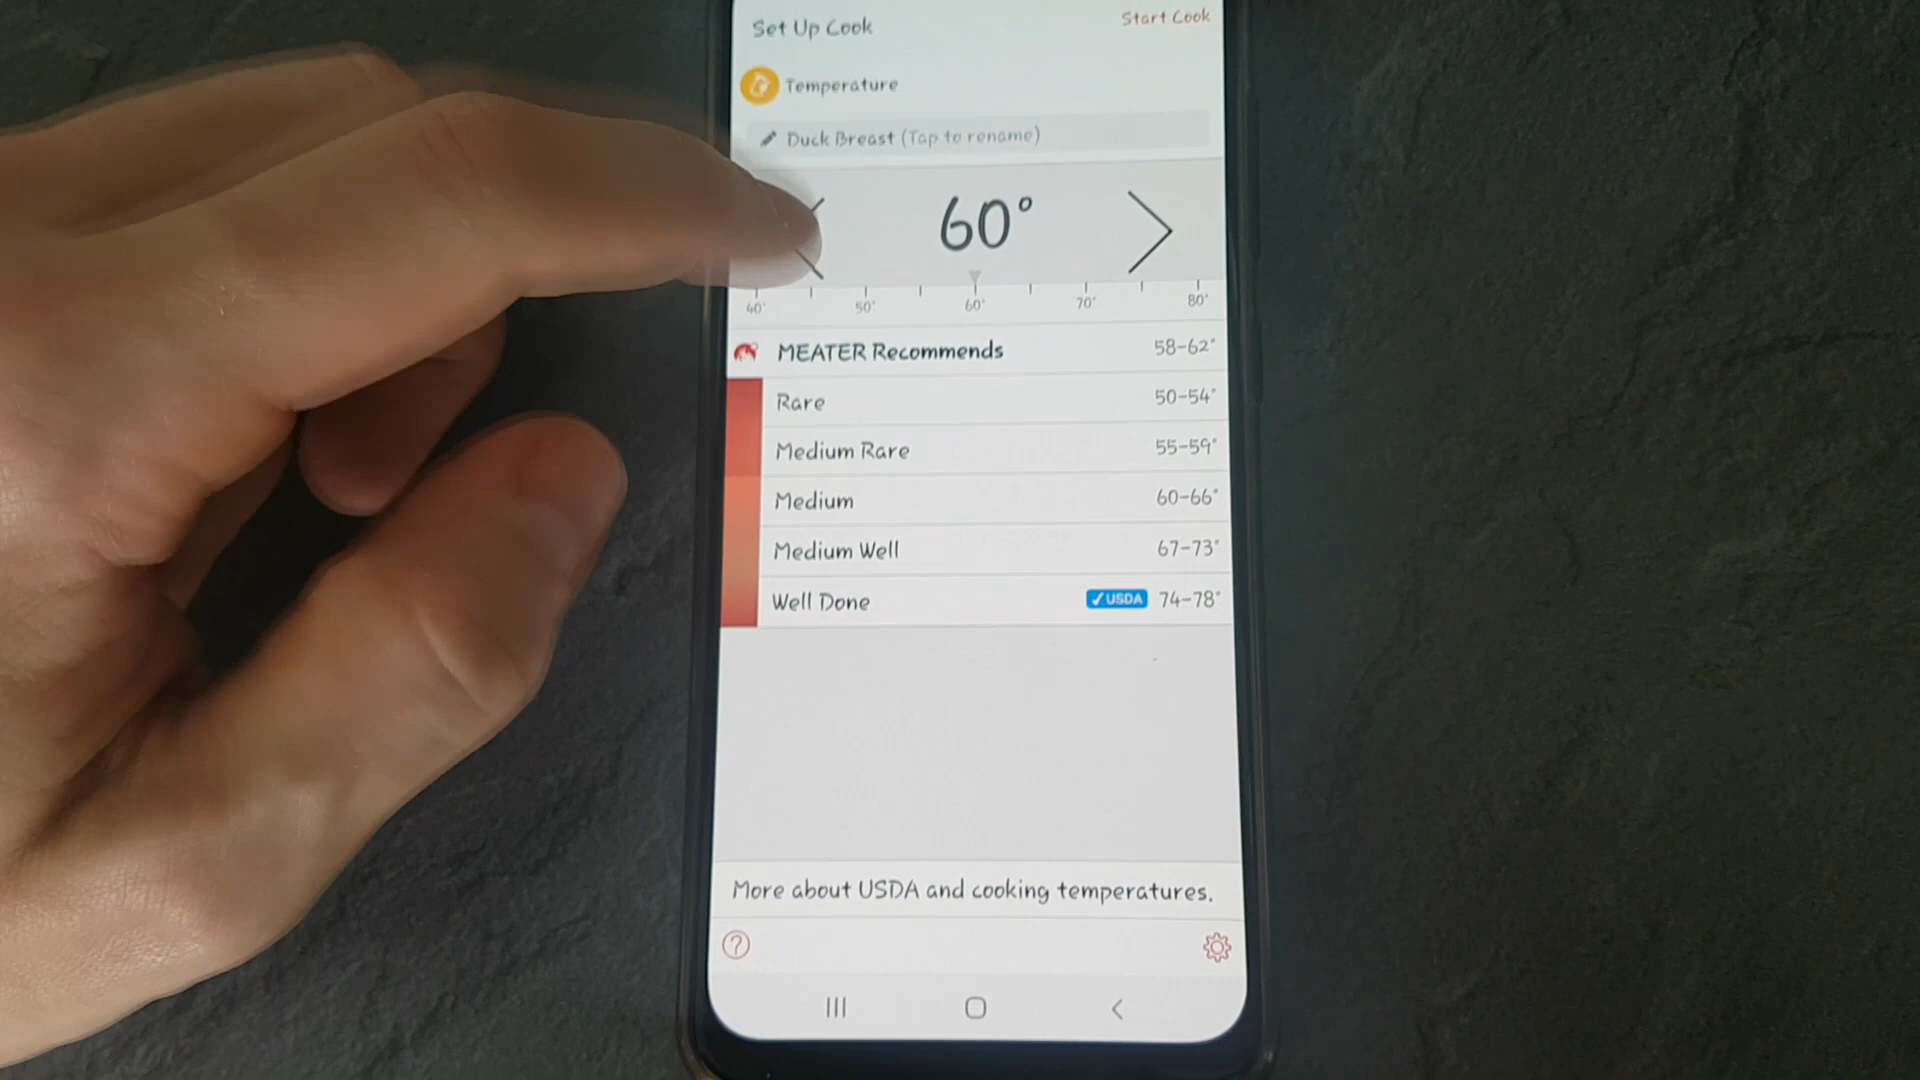 Set Up Cook
Start Cook
Temperature
Duck Breast (Tap to rename)
60°
40° 50° 60° 70° 80°
MEATER Recommends 58-62°
Rare 50-54°
Medium Rare 55-59°
Medium 60-66°
Medium Well 67-73°
Well Done ✓USDA 74-78°
More about USDA and cooking temperatures.
?